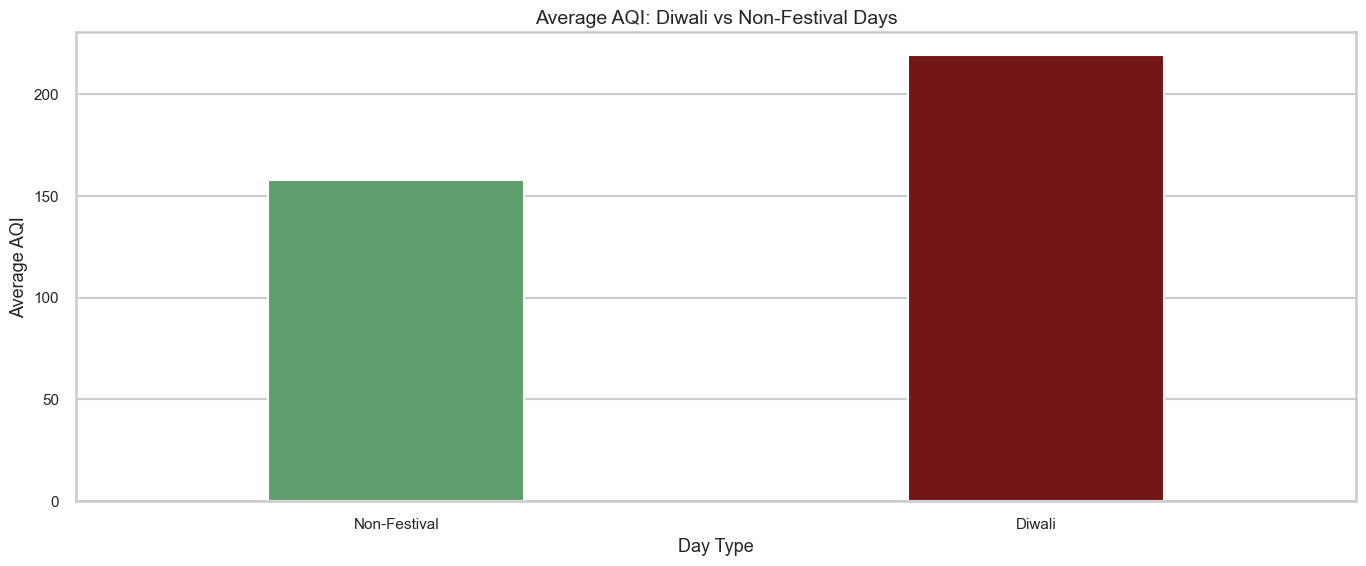 Average AQI: Diwali vs Non-Festival Days
Average AQI
200
150
100
50
0
Non-Festival
Diwali
Day Type